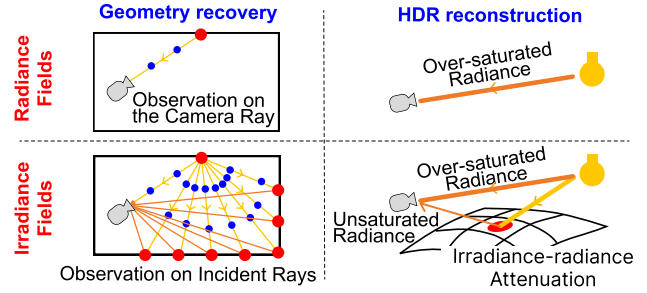 Geometry recovery
HDR reconstruction
Radiance
Fields
Observation on
the Camera Ray
Over-saturated
Radiance
Irradiance
Fields
Observation on Incident Rays
Over-saturated
Radiance
Unsaturated
Radiance
Irradiance-radiance
Attenuation